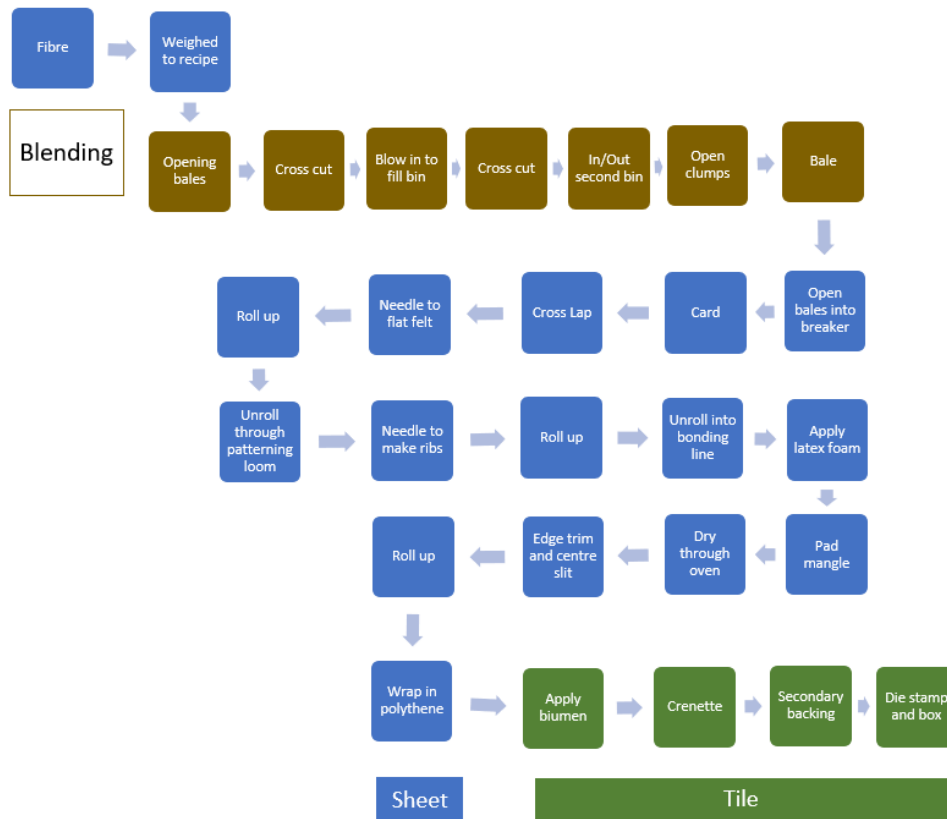 Fibre
Weighed
to recipe
Blending
Opening
bales
Cross cut
Blow in to
fill bin
Cross cut
In/Out
second bin
Open
clumps
Bale
Roll up
Needle to
flat felt
Cross Lap
Card
Open
bales into
breaker
Unroll
through
patterning
loom
Needle to
make ribs
Roll up
Unroll into
bonding
line
Apply
latex foam
Roll up
Edge trim
and centre
slit
Dry
through
oven
Pad
mangle
Wrap in
polythene
Apply
biumen
Crenette
Secondary
backing
Die stamp
and box
Sheet
Tile